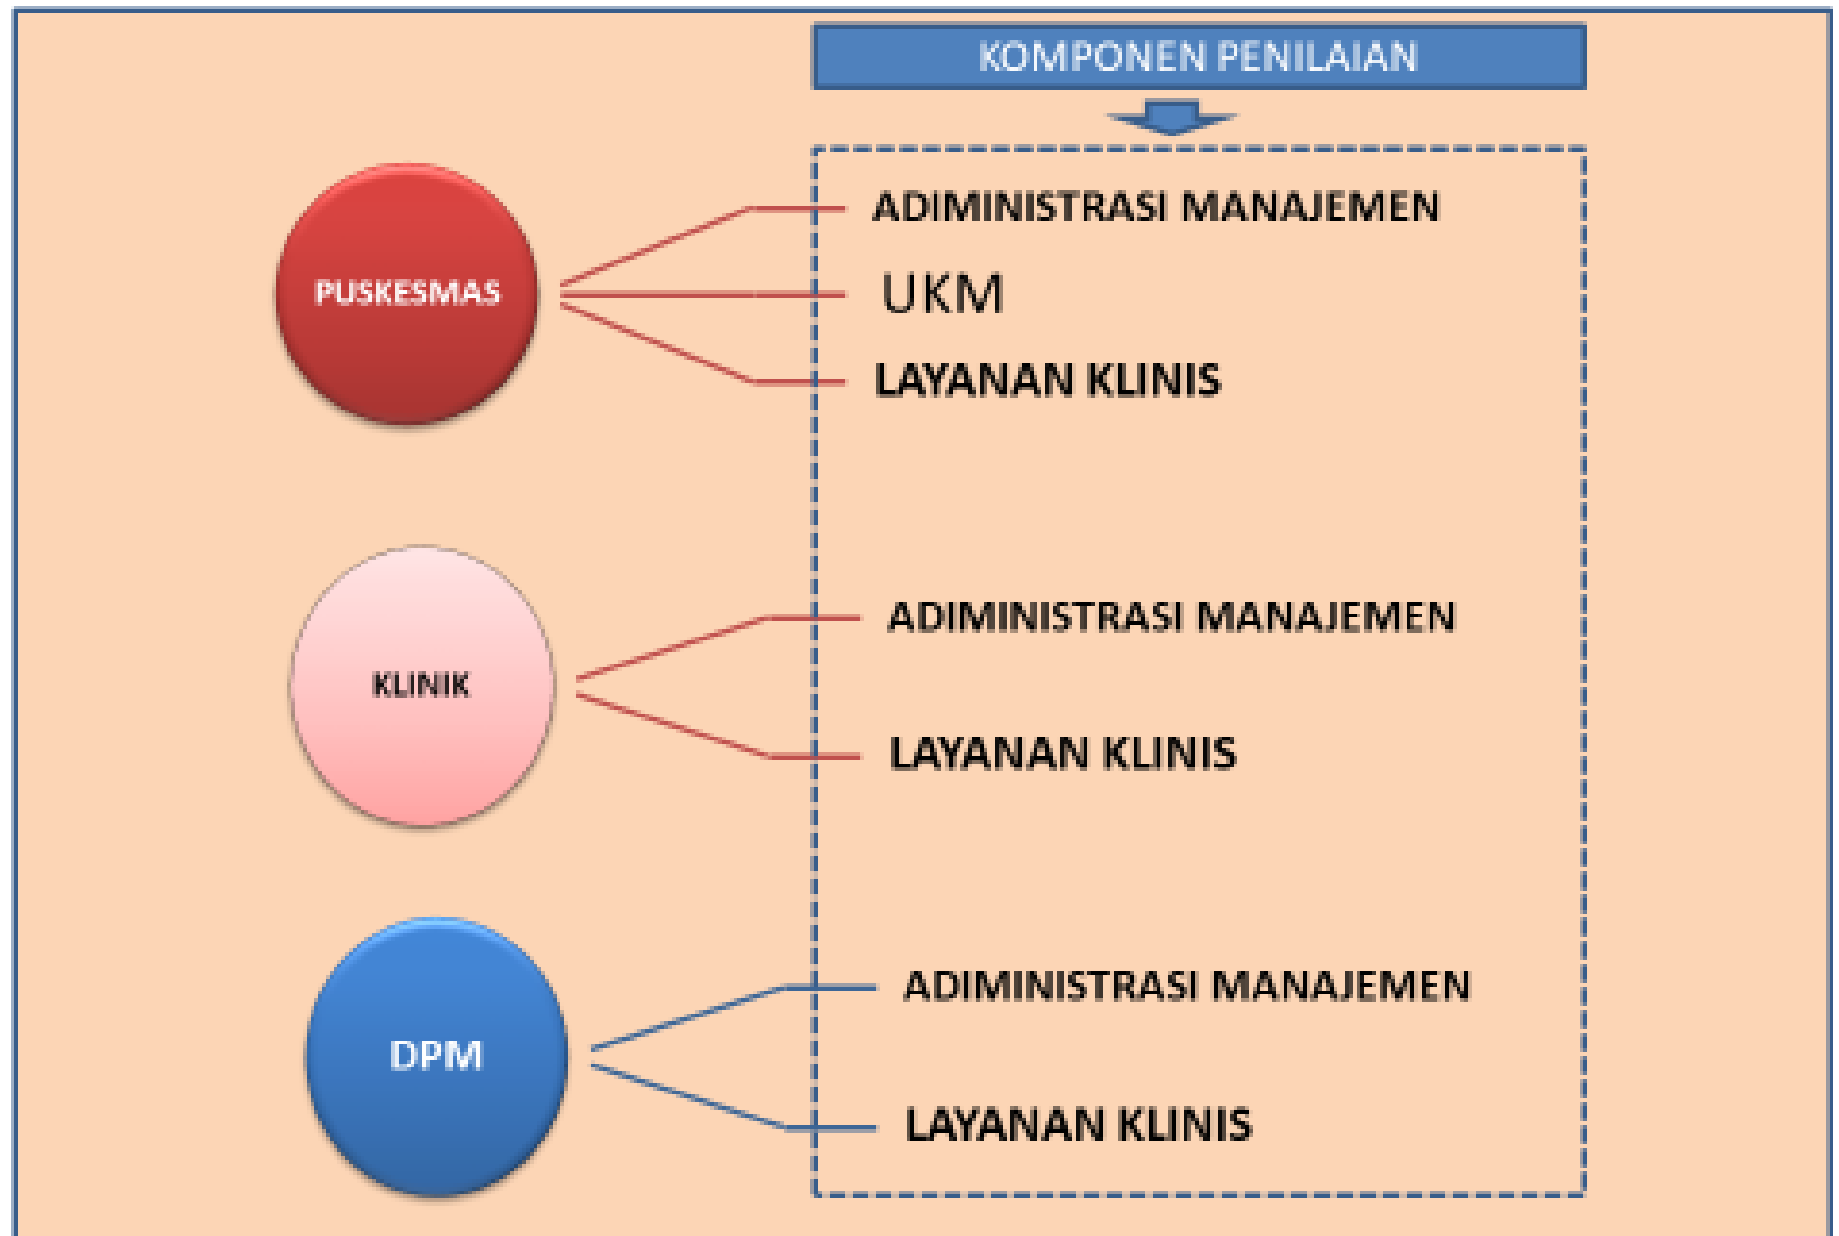 KOMPONEN PENILAIAN
PUSKESMAS
ADIMINISTRASI MANAJEMEN
UKM
LAYANAN KLINIS
KLINIK
ADIMINISTRASI MANAJEMEN
LAYANAN KLINIS
DPM
ADIMINISTRASI MANAJEMEN
LAYANAN KLINIS